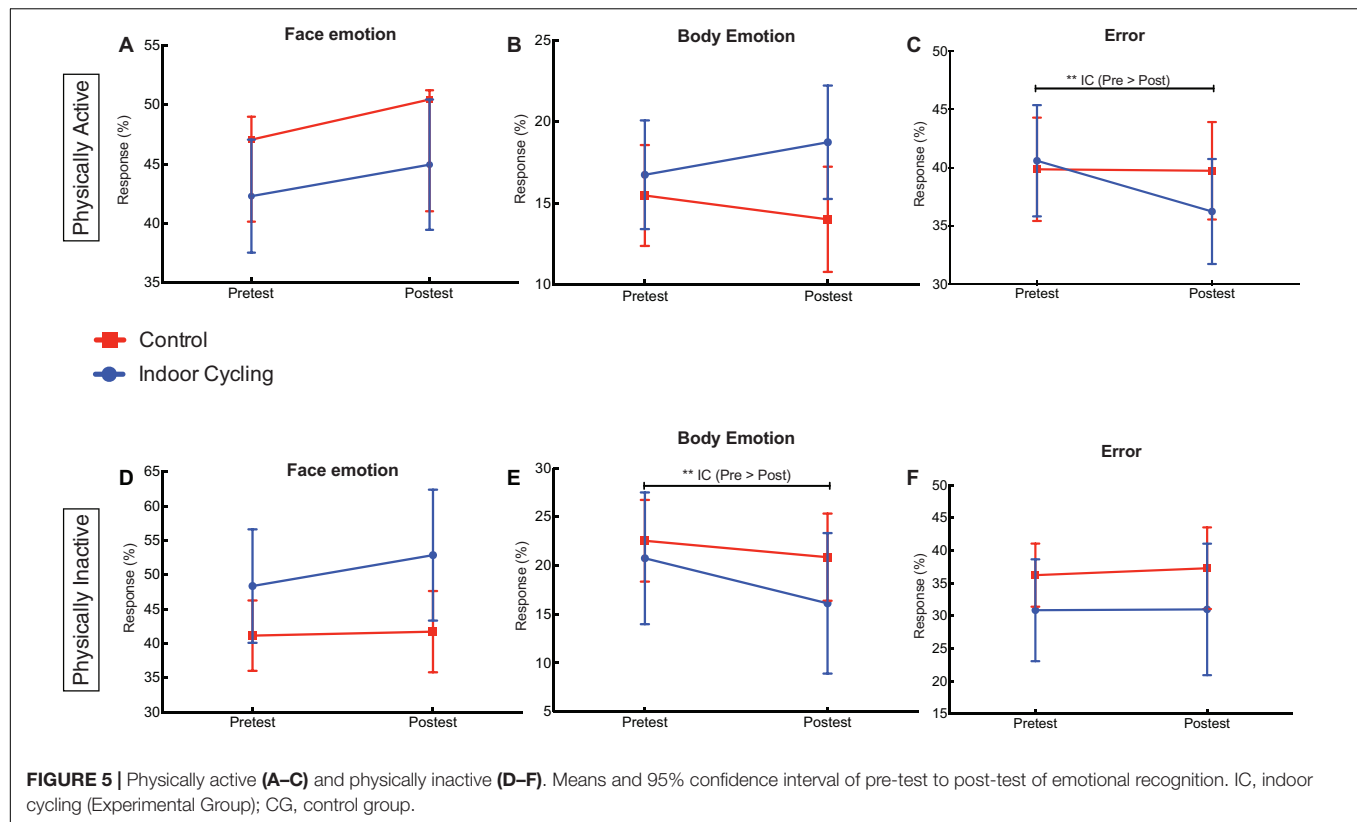 Physically Active
A
Face emotion
Response (%)
55
50
45
40
35
Pretest
Postest
B
Body Emotion
Response (%)
25
20
15
10
Pretest
Postest
C
Error
Response (%)
50
45
40
35
30
** IC (Pre > Post)
Pretest
Postest
Control
Indoor Cycling
Physically Inactive
D
Face emotion
Response (%)
65
60
55
50
45
40
35
30
Pretest
Postest
E
Body Emotion
Response (%)
30
25
20
15
10
5
** IC (Pre > Post)
Pretest
Postest
F
Error
Response (%)
50
45
40
35
30
25
20
15
Pretest
Postest
FIGURE 5 | Physically active (A–C) and physically inactive (D–F). Means and 95% confidence interval of pre-test to post-test of emotional recognition. IC, indoor
cycling (Experimental Group); CG, control group.